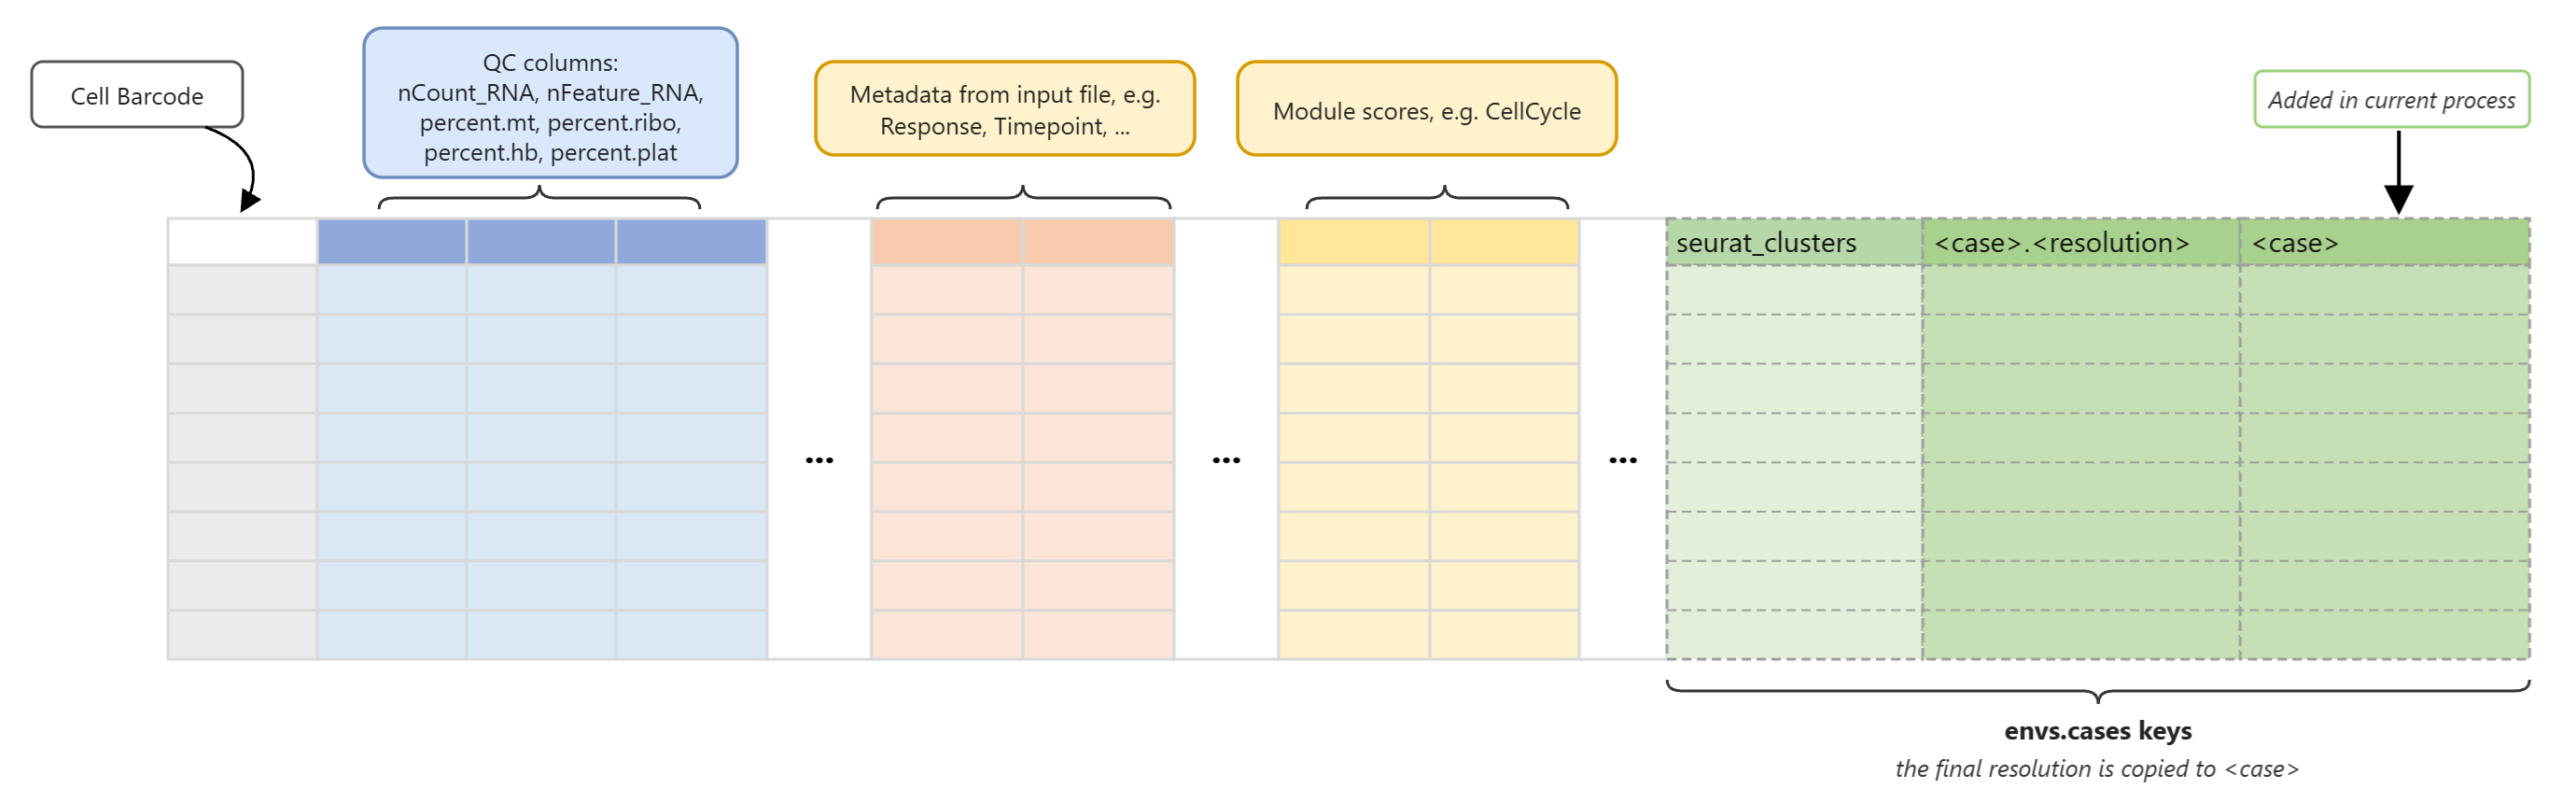 Cell Barcode
QC columns:
nCount_RNA, nFeature_RNA,
percent.mt, percent.ribo,
percent.hb, percent.plat
Metadata from input file, e.g.
Response, Timepoint, ...
Module scores, e.g. CellCycle
Added in current process
seurat_clusters
<case>.<resolution>
<case>
...
...
...
envs.cases keys
the final resolution is copied to <case>